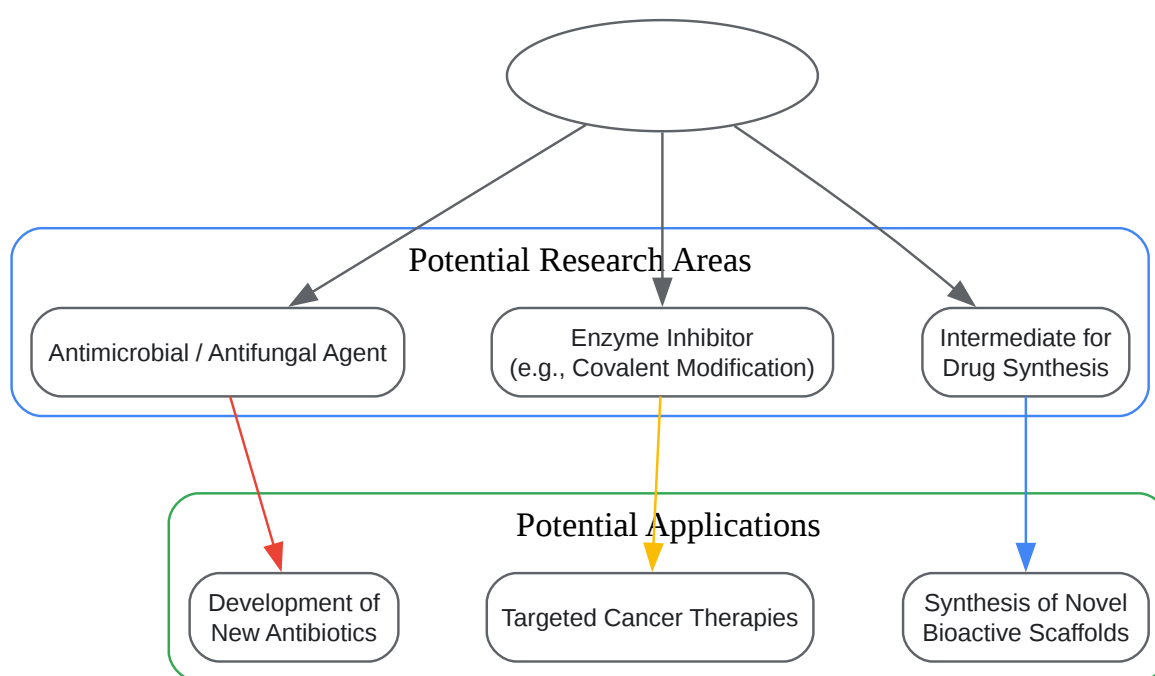 Potential Research Areas
Antimicrobial / Antifungal Agent
Enzyme Inhibitor
(e.g., Covalent Modification)
Intermediate for
Drug Synthesis
Potential Applications
Development of
New Antibiotics
Targeted Cancer Therapies
Synthesis of Novel
Bioactive Scaffolds